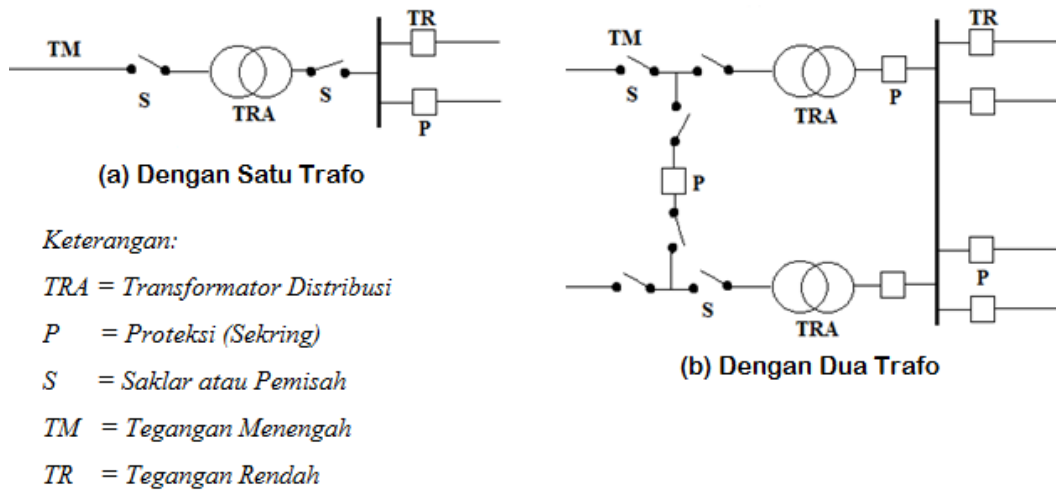 TM
S
TRA
S
TR
P
(a) Dengan Satu Trafo
Keterangan:
TRA = Transformator Distribusi
P = Proteksi (Sekring)
S = Saklar atau Pemisah
TM = Tegangan Menengah
TR = Tegangan Rendah
TM
S
TRA
P
TR
P
S
TRA
P
(b) Dengan Dua Trafo